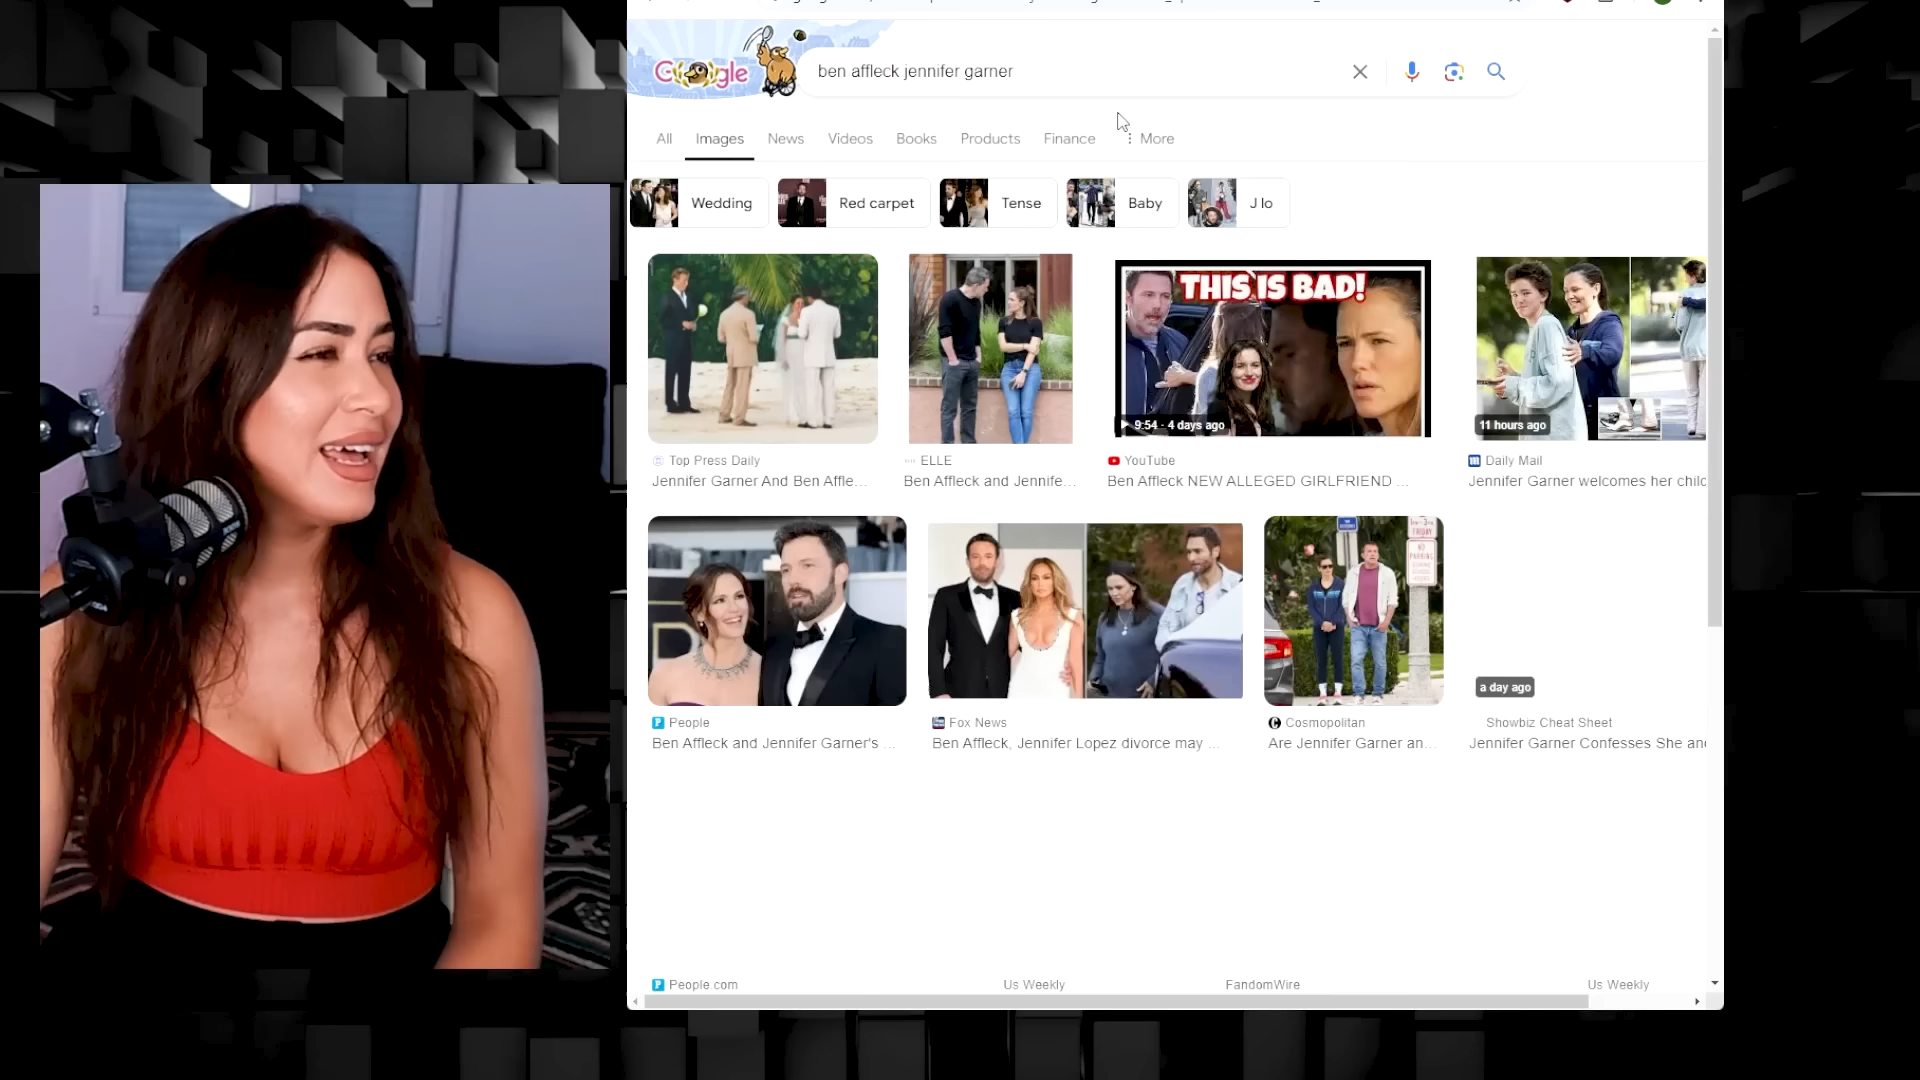 Google
ben affleck jennifer garner
All Images News Videos Books Products Finance More
Wedding Red carpet Tense Baby J lo
THIS IS BAD!
9:54 · 4 days ago
11 hours ago
Top Press Daily
Jennifer Garner And Ben Affle...
ELLE
Ben Affleck and Jennife...
YouTube
Ben Affleck NEW ALLEGED GIRLFRIEND ...
Daily Mail
Jennifer Garner welcomes her chilc
NO
PARKING
a day ago
People
Ben Affleck and Jennifer Garner's ...
Fox News
Ben Affleck, Jennifer Lopez divorce may ...
Cosmopolitan
Are Jennifer Garner an...
Showbiz Cheat Sheet
Jennifer Garner Confesses She an
People.com
Us Weekly
FandomWire
Us Weekly